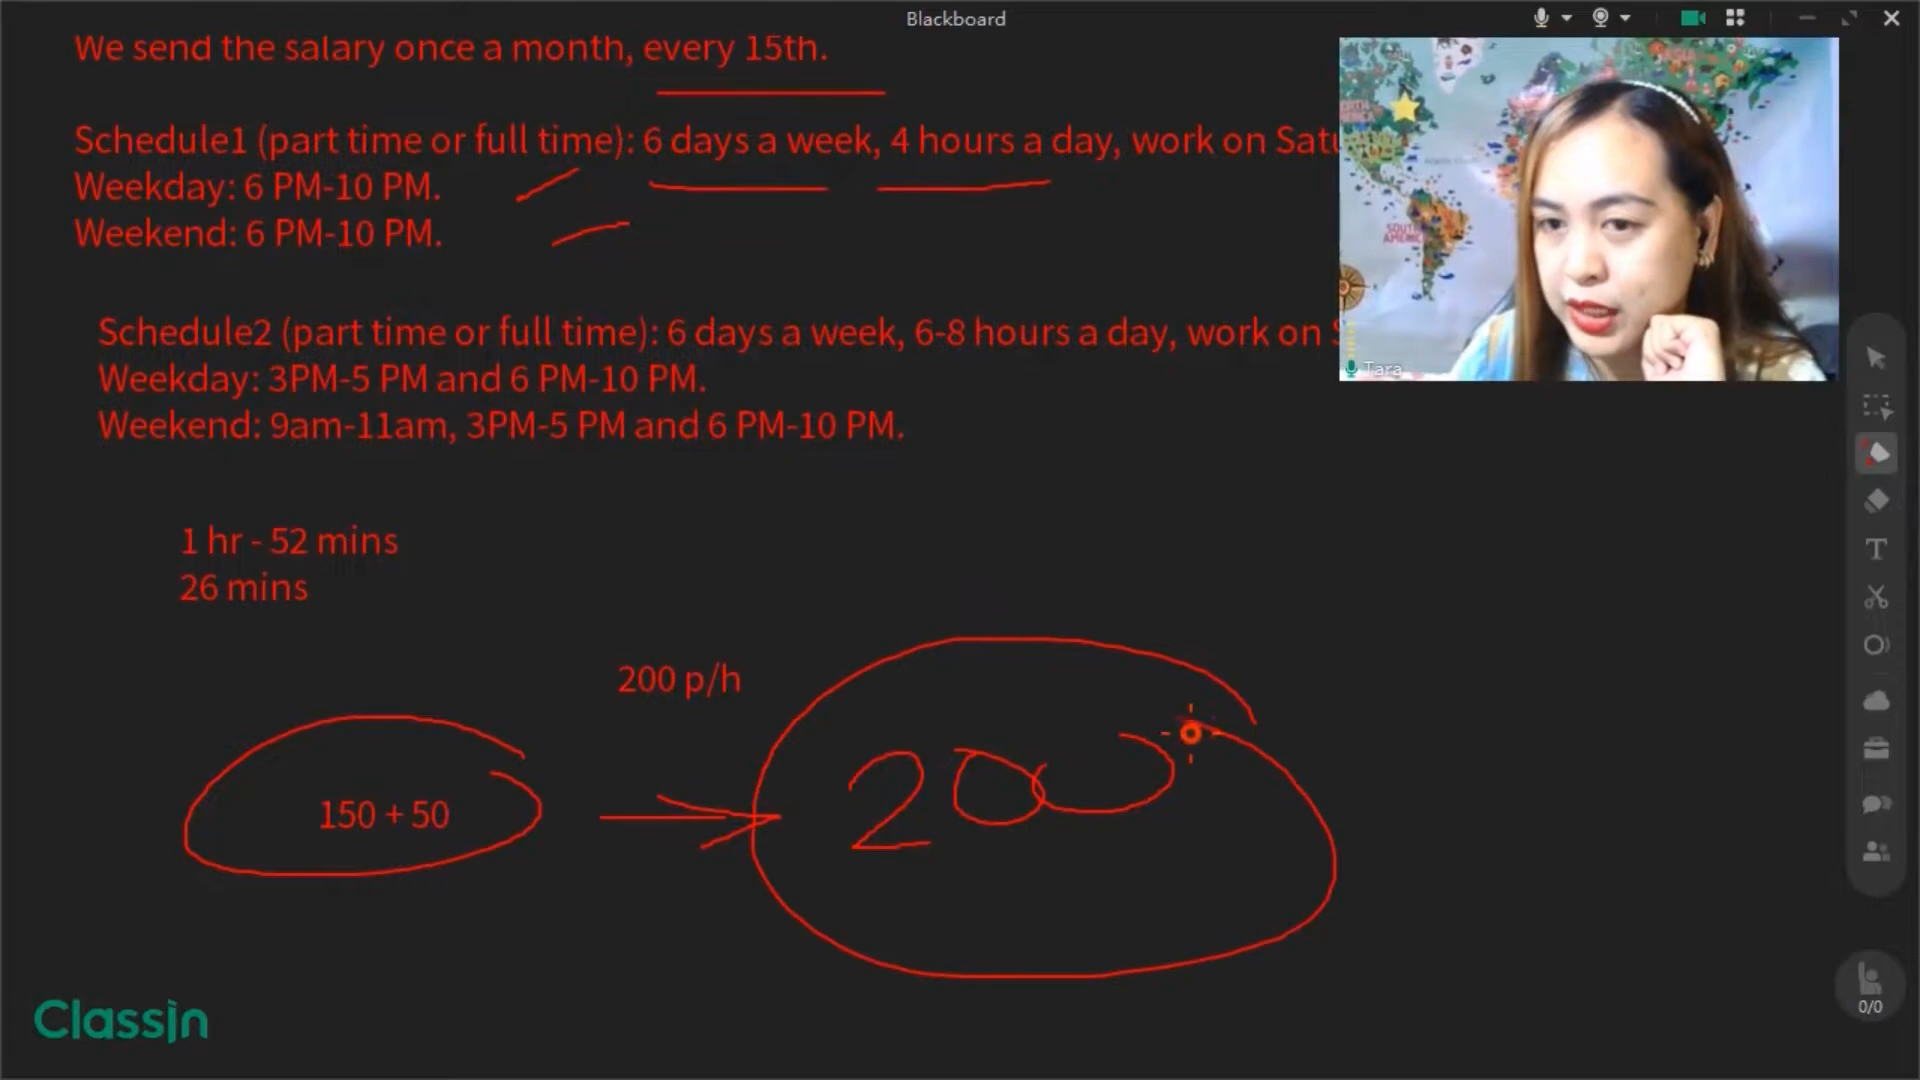 Blackboard
We send the salary once a month, every 15th.
Schedule1 (part time or full time): 6 days a week, 4 hours a day, work on Satu
Weekday: 6 PM-10 PM.
Weekend: 6 PM-10 PM.
Schedule2 (part time or full time): 6 days a week, 6-8 hours a day, work on S
Weekday: 3PM-5 PM and 6 PM-10 PM.
Weekend: 9am-11am, 3PM-5 PM and 6 PM-10 PM.
Tara
SOUTH AMERICA
1 hr - 52 mins
26 mins
200 p/h
150 + 50
200
0/0
ClassIn